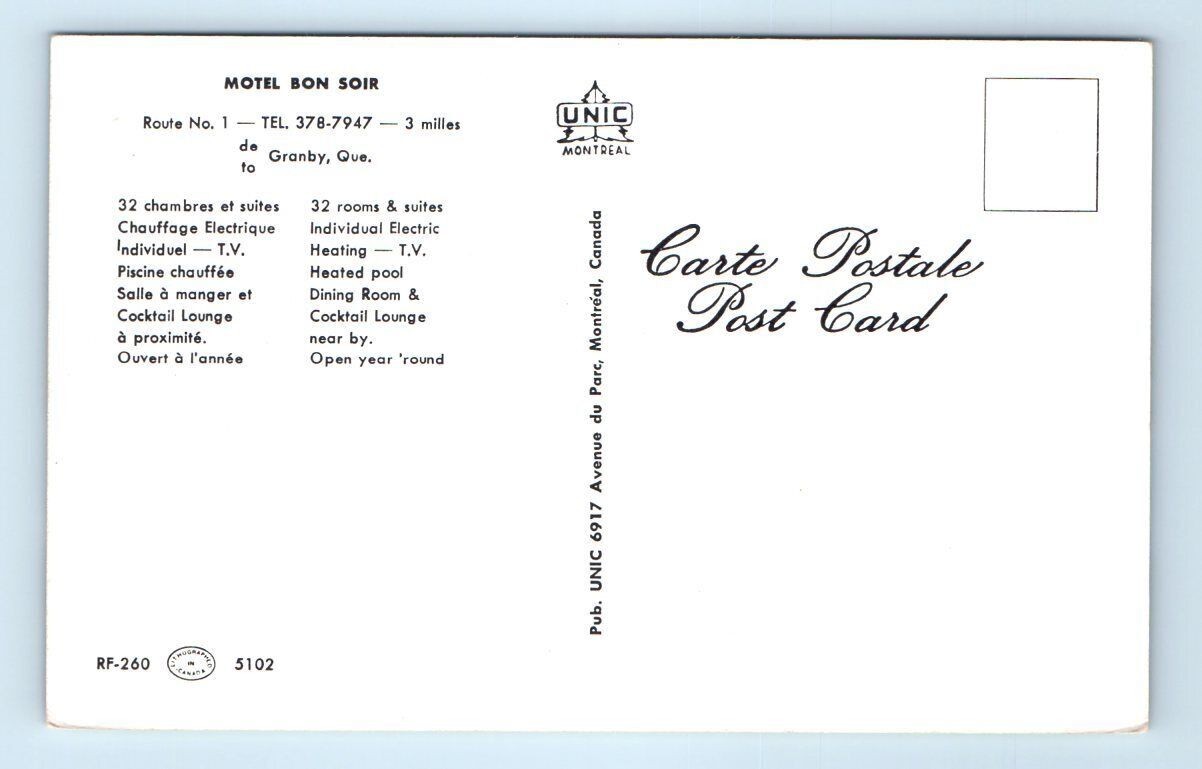 MOTEL BON SOIR
Route No. 1 — TEL. 378-7947 — 3 milles
de
to
Granby, Que.
32 chambres et suites
Chauffage Electrique
Individuel — T.V.
Piscine chauffée
Salle à manger et
Cocktail Lounge
à proximité.
Ouvert à l'année
32 rooms & suites
Individual Electric
Heating — T.V.
Heated pool
Dining Room &
Cocktail Lounge
near by.
Open year 'round
RF-260
LITHOGRAPHED
IN
CANADA
5102
UNIC
MONTREAL
Pub. UNIC 6917 Avenue du Parc, Montréal, Canada
Carte Postale
Post Card